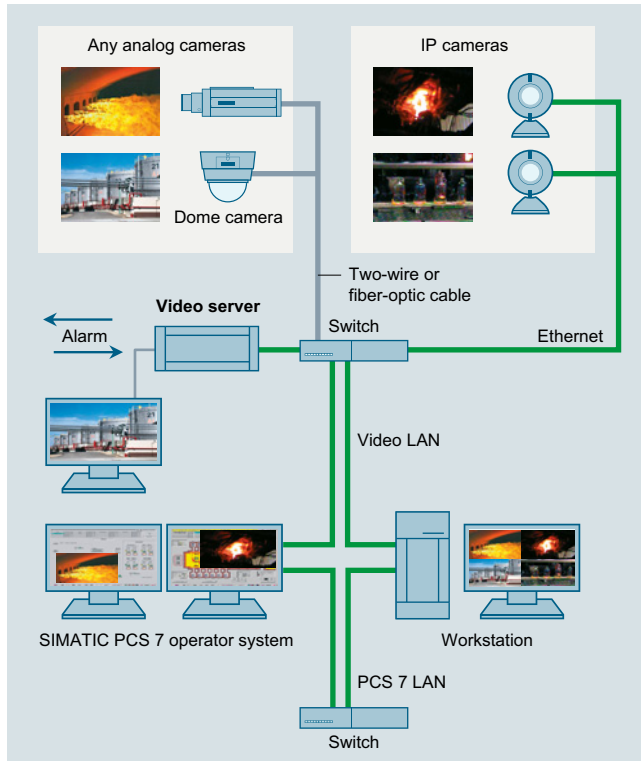 Any analog cameras
IP cameras
Dome camera
Two-wire or
fiber-optic cable
Video server
Switch
Alarm
Ethernet
Video LAN
SIMATIC PCS 7 operator system
Workstation
PCS 7 LAN
Switch